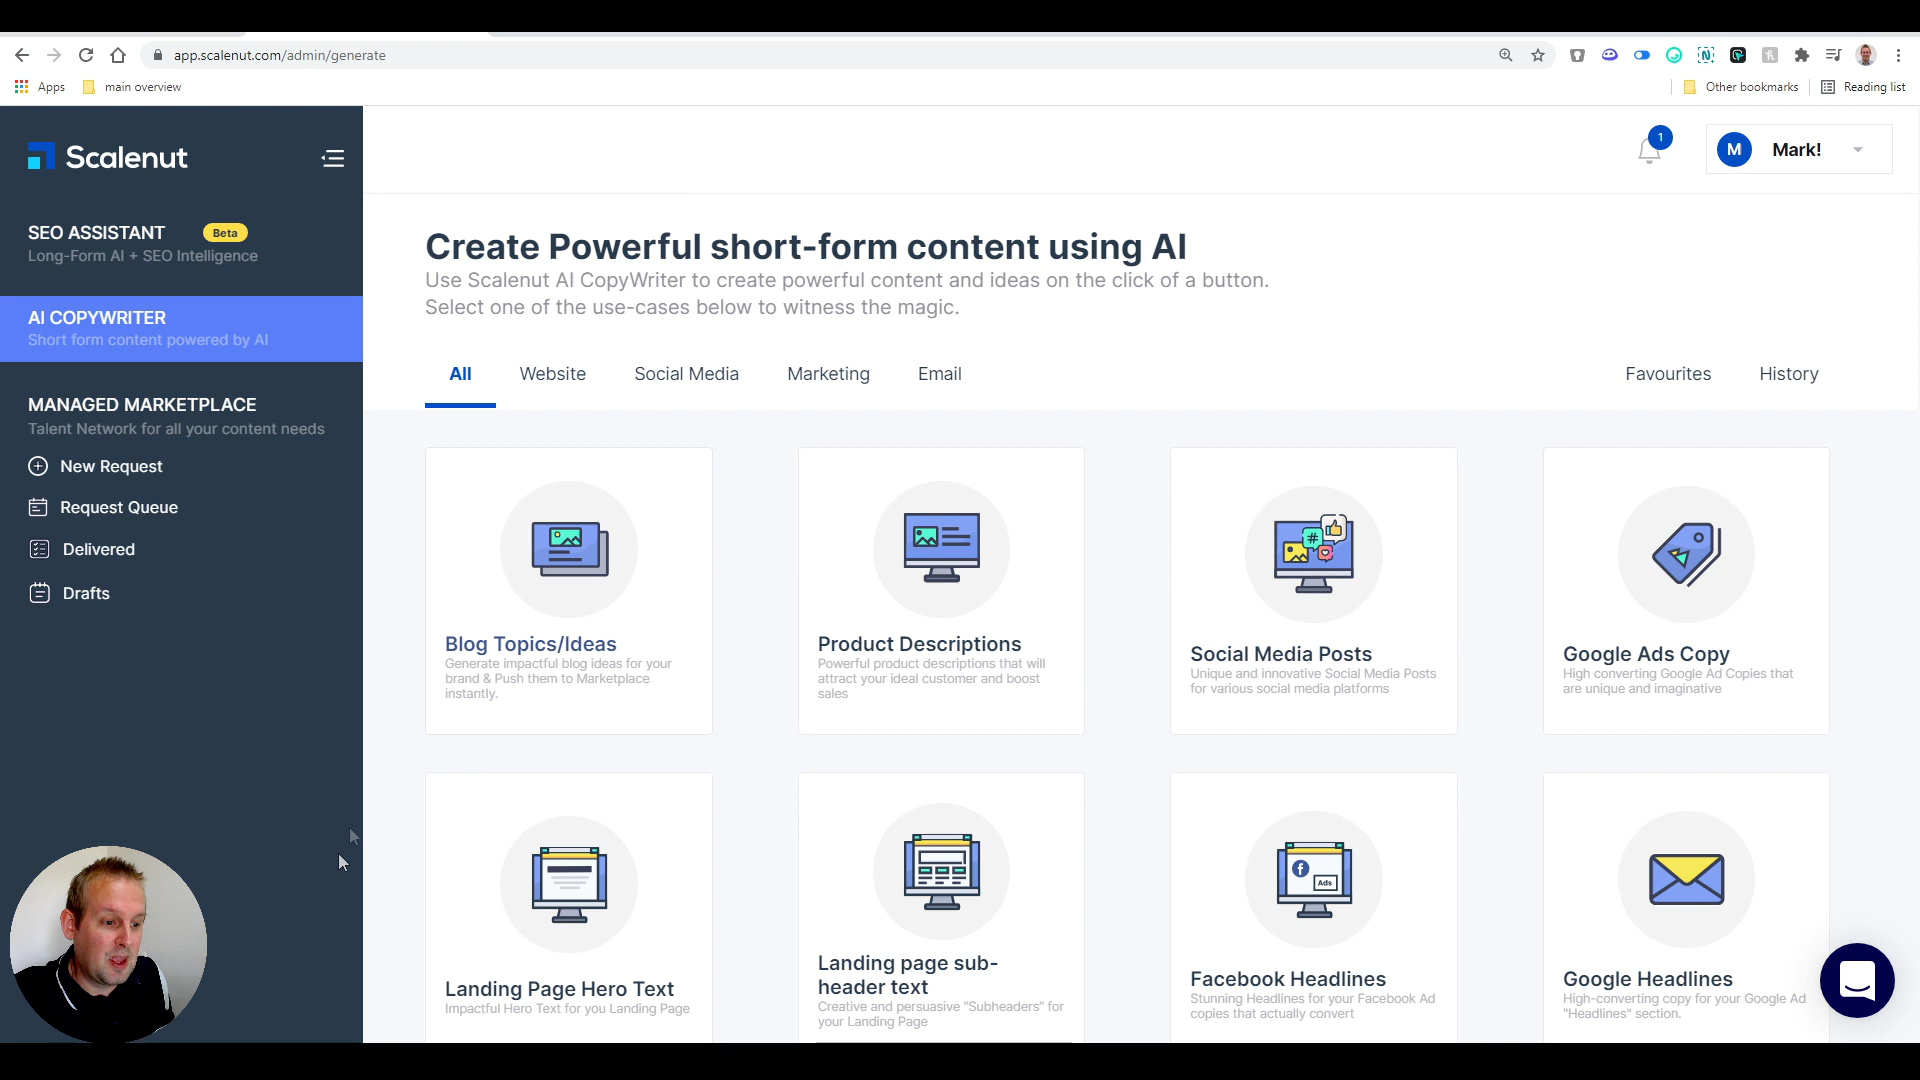 app.scalenut.com/admin/generate
Apps
main overview
Other bookmarks
Reading list
Scalenut
SEO ASSISTANT
Beta
Long-Form AI + SEO Intelligence
AI COPYWRITER
Short form content powered by AI
MANAGED MARKETPLACE
Talent Network for all your content needs
New Request
Request Queue
Delivered
Drafts
1
M
Mark!
Create Powerful short-form content using AI
Use Scalenut AI CopyWriter to create powerful content and ideas on the click of a button.
Select one of the use-cases below to witness the magic.
All
Website
Social Media
Marketing
Email
Favourites
History
Blog Topics/Ideas
Generate impactful blog ideas for your
brand & Push them to Marketplace
instantly.
Product Descriptions
Powerful product descriptions that will
attract your ideal customer and boost
sales
#
Social Media Posts
Unique and innovative Social Media Posts
for various social media platforms
Google Ads Copy
High converting Google Ad Copies that
are unique and imaginative
Landing Page Hero Text
Impactful Hero Text for you Landing Page
Landing page sub-
header text
Creative and persuasive "Subheaders" for
your Landing Page
f
Ads
Facebook Headlines
Stunning Headlines for your Facebook Ad
copies that actually convert
Google Headlines
High-converting copy for your Google Ad
"Headlines" section.